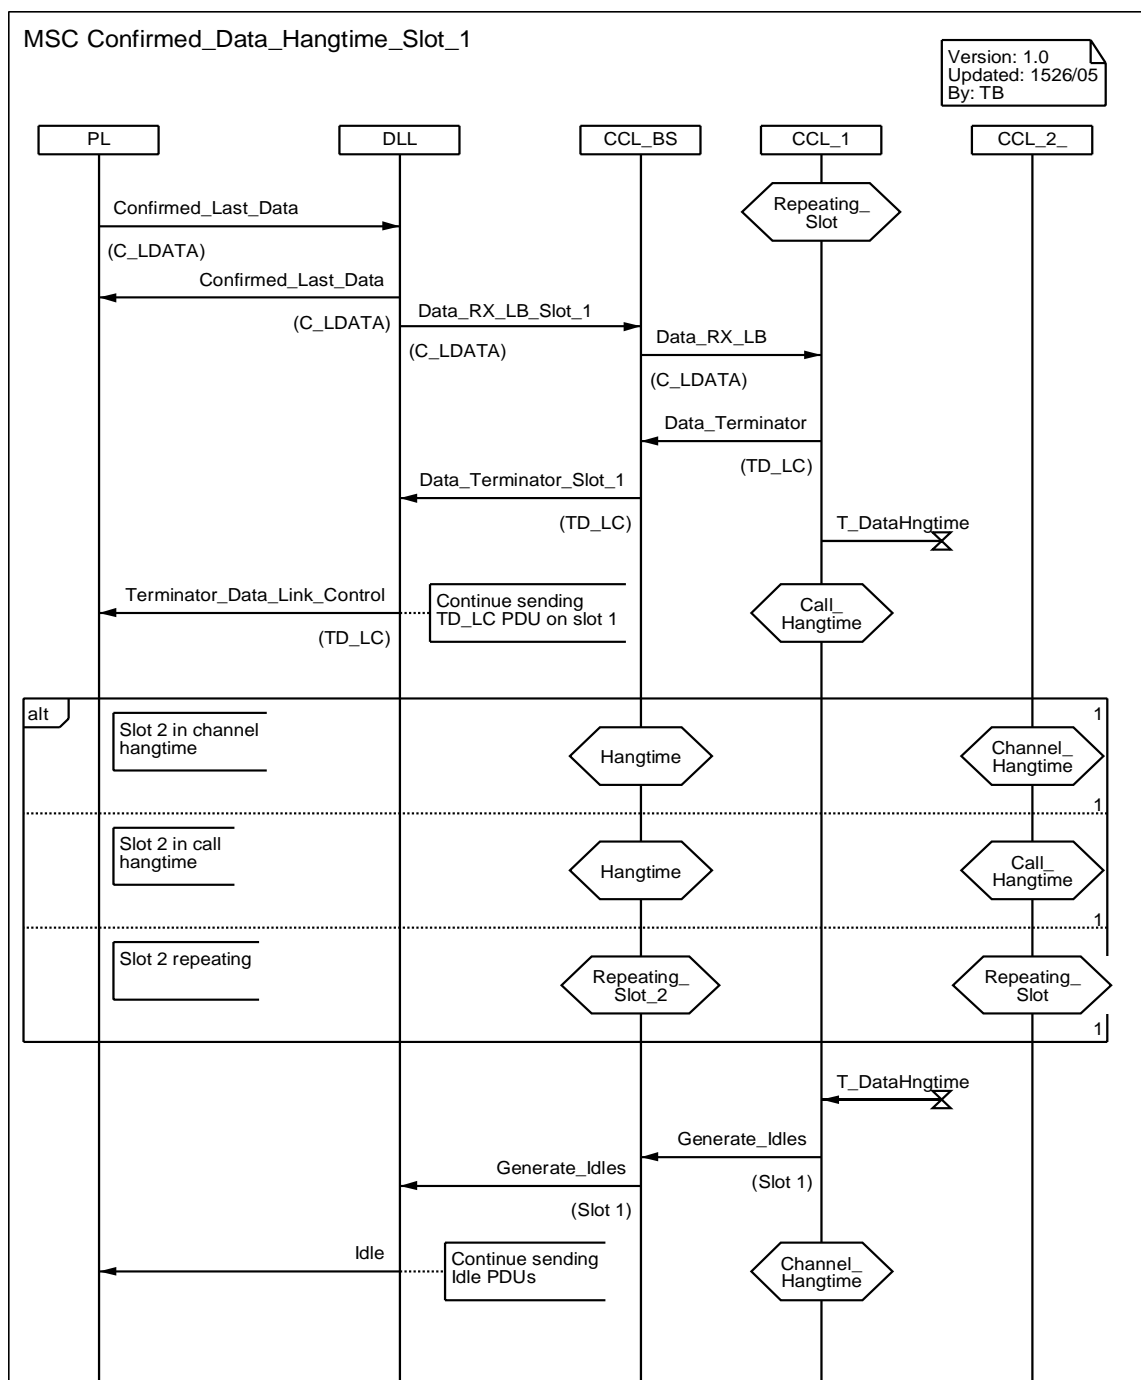 MSC Confirmed_Data_Hangtime_Slot_1
Version: 1.0
Updated: 1526/05
By: TB
PL
DLL
CCL_BS
CCL_1
CCL_2_
Repeating_
Slot
Confirmed_Last_Data
(C_LDATA)
Confirmed_Last_Data
(C_LDATA)
Data_RX_LB_Slot_1
(C_LDATA)
Data_RX_LB
(C_LDATA)
Data_Terminator
(TD_LC)
Data_Terminator_Slot_1
(TD_LC)
T_DataHngtime
Terminator_Data_Link_Control
(TD_LC)
Continue sending
TD_LC PDU on slot 1
Call_
Hangtime
alt
1
Slot 2 in channel
hangtime
Hangtime
Channel_
Hangtime
1
Slot 2 in call
hangtime
Hangtime
Call_
Hangtime
1
Slot 2 repeating
Repeating_
Slot_2
Repeating_
Slot
1
T_DataHngtime
Generate_Idles
(Slot 1)
Generate_Idles
(Slot 1)
Idle
Continue sending
Idle PDUs
Channel_
Hangtime